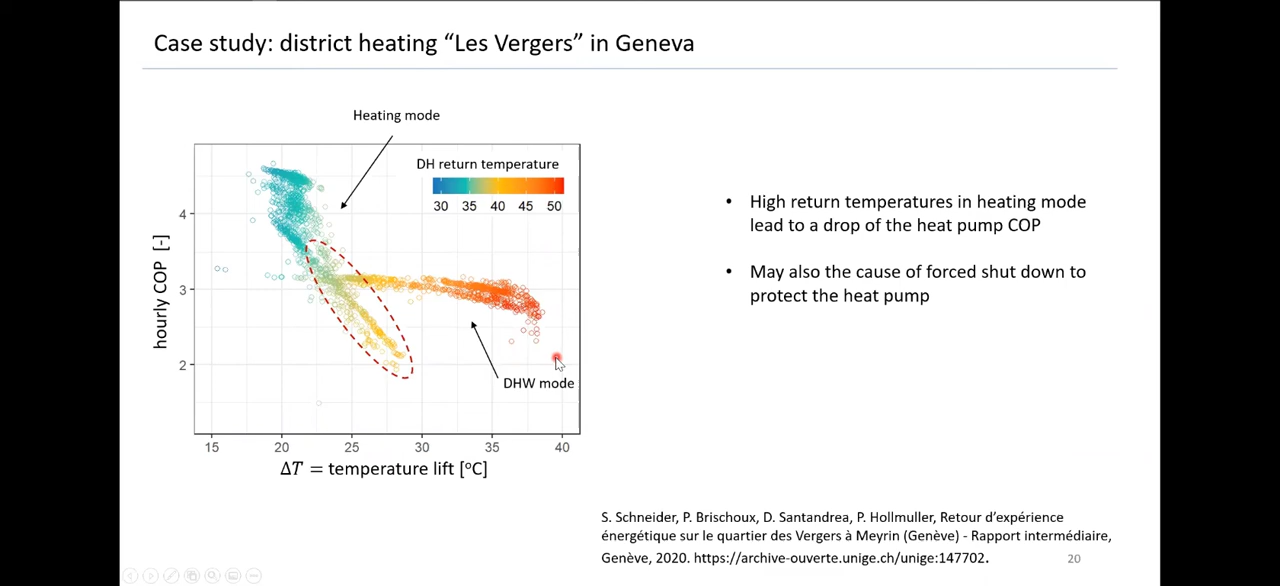 Case study: district heating “Les Vergers” in Geneva
Heating mode
DH return temperature
30 35 40 45 50
hourly COP [-]
4
3
2
DHW mode
15 20 25 30 35 40
ΔT = temperature lift [°C]
• High return temperatures in heating mode
lead to a drop of the heat pump COP
• May also the cause of forced shut down to
protect the heat pump
S. Schneider, P. Brischoux, D. Santandrea, P. Hollmuller, Retour d’expérience
énergétique sur le quartier des Vergers à Meyrin (Genève) - Rapport intermédiaire,
Genève, 2020. https://archive-ouverte.unige.ch/unige:147702.
20